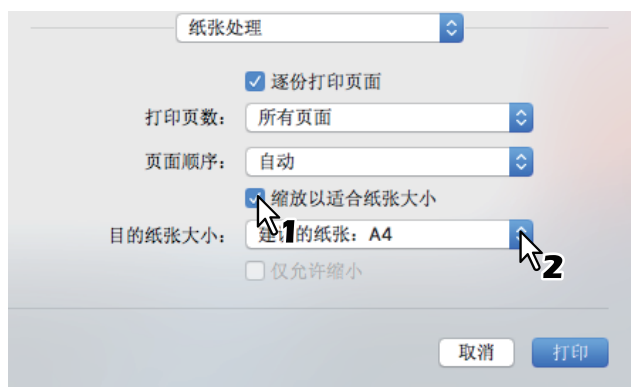 纸张处理
逐份打印页面
打印页数： 所有页面
页面顺序： 自动
缩放以适合纸张大小
1
目的纸张大小： 建议的纸张：A4
2
仅允许缩小
取消 打印